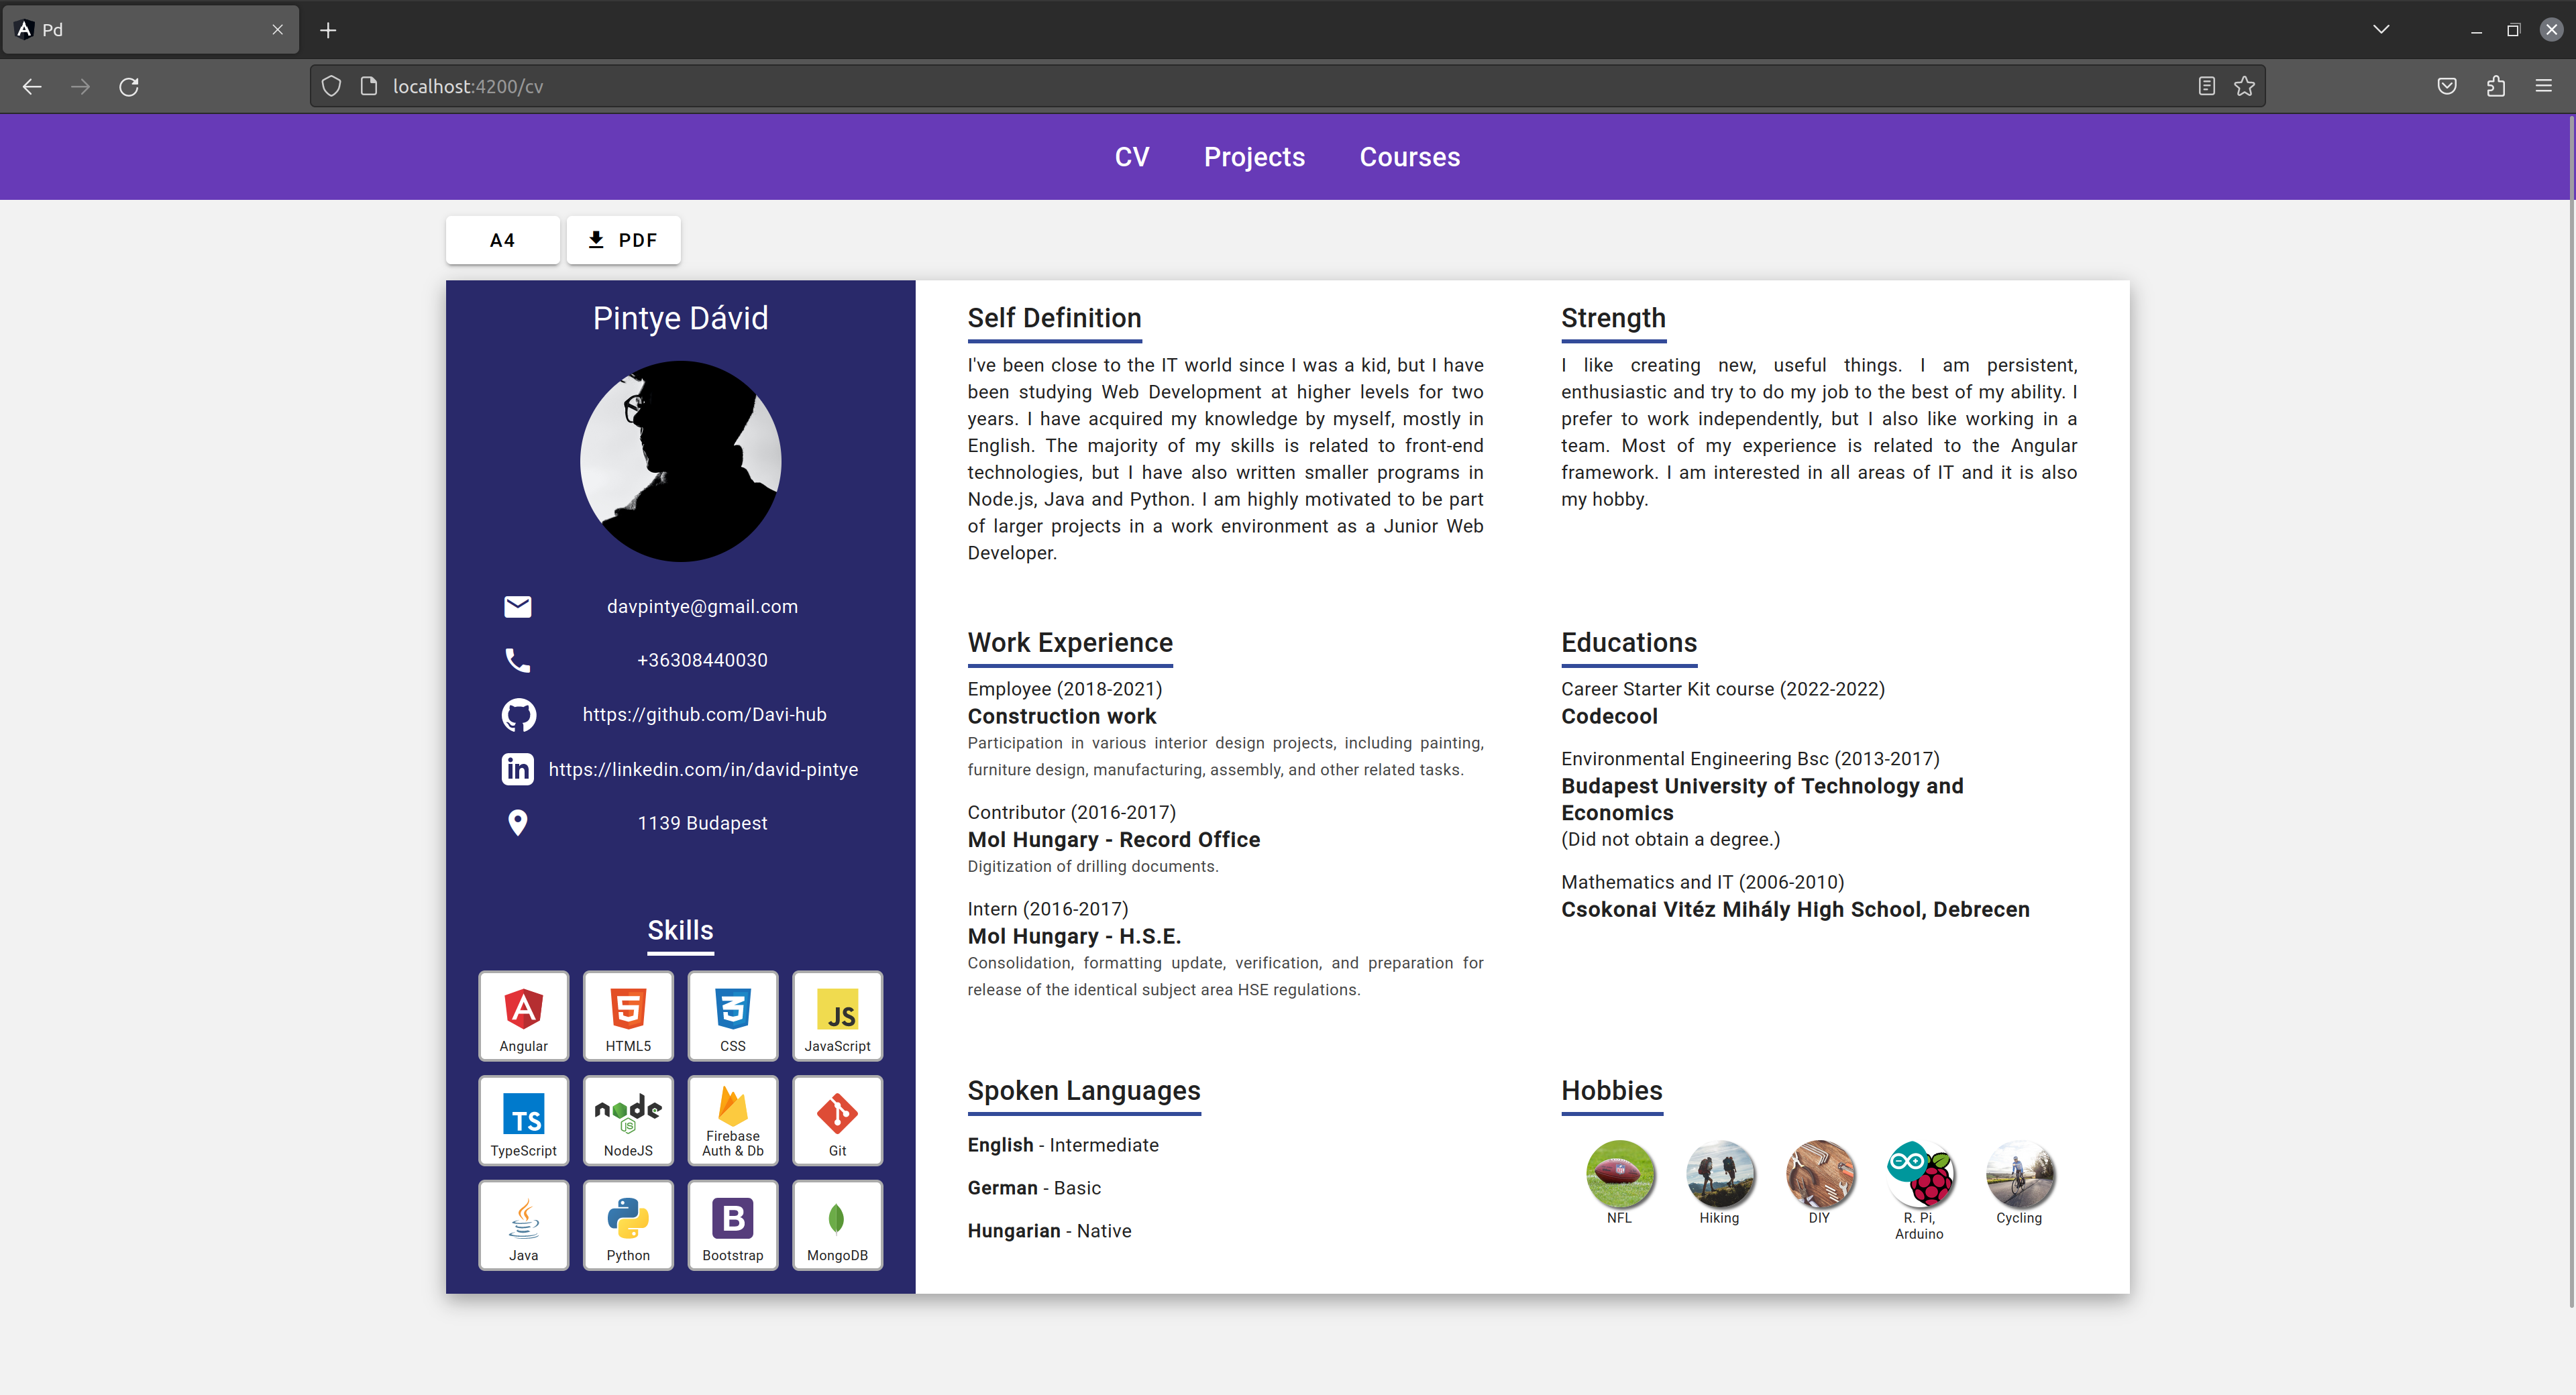 Pd
localhost:4200/cv
CV
Projects
Courses
A4
PDF
Pintye Dávid
davpintye@gmail.com
+36308440030
https://github.com/Davi-hub
in
https://linkedin.com/in/david-pintye
1139 Budapest
Skills
Angular
5
HTML5
3
CSS
JS
JavaScript
TS
TypeScript
node
JS
NodeJS
Firebase
Auth & Db
Git
Java
Python
B
Bootstrap
MongoDB
Self Definition
I've been close to the IT world since I was a kid, but I have
been studying Web Development at higher levels for two
years. I have acquired my knowledge by myself, mostly in
English. The majority of my skills is related to front-end
technologies, but I have also written smaller programs in
Node.js, Java and Python. I am highly motivated to be part
of larger projects in a work environment as a Junior Web
Developer.
Strength
I like creating new, useful things. I am persistent,
enthusiastic and try to do my job to the best of my ability. I
prefer to work independently, but I also like working in a
team. Most of my experience is related to the Angular
framework. I am interested in all areas of IT and it is also
my hobby.
Work Experience
Employee (2018-2021)
Construction work
Participation in various interior design projects, including painting,
furniture design, manufacturing, assembly, and other related tasks.
Contributor (2016-2017)
Mol Hungary - Record Office
Digitization of drilling documents.
Intern (2016-2017)
Mol Hungary - H.S.E.
Consolidation, formatting update, verification, and preparation for
release of the identical subject area HSE regulations.
Educations
Career Starter Kit course (2022-2022)
Codecool
Environmental Engineering Bsc (2013-2017)
Budapest University of Technology and
Economics
(Did not obtain a degree.)
Mathematics and IT (2006-2010)
Csokonai Vitéz Mihály High School, Debrecen
Spoken Languages
English - Intermediate
German - Basic
Hungarian - Native
Hobbies
NFL
Hiking
DIY
R. Pi,
Arduino
Cycling